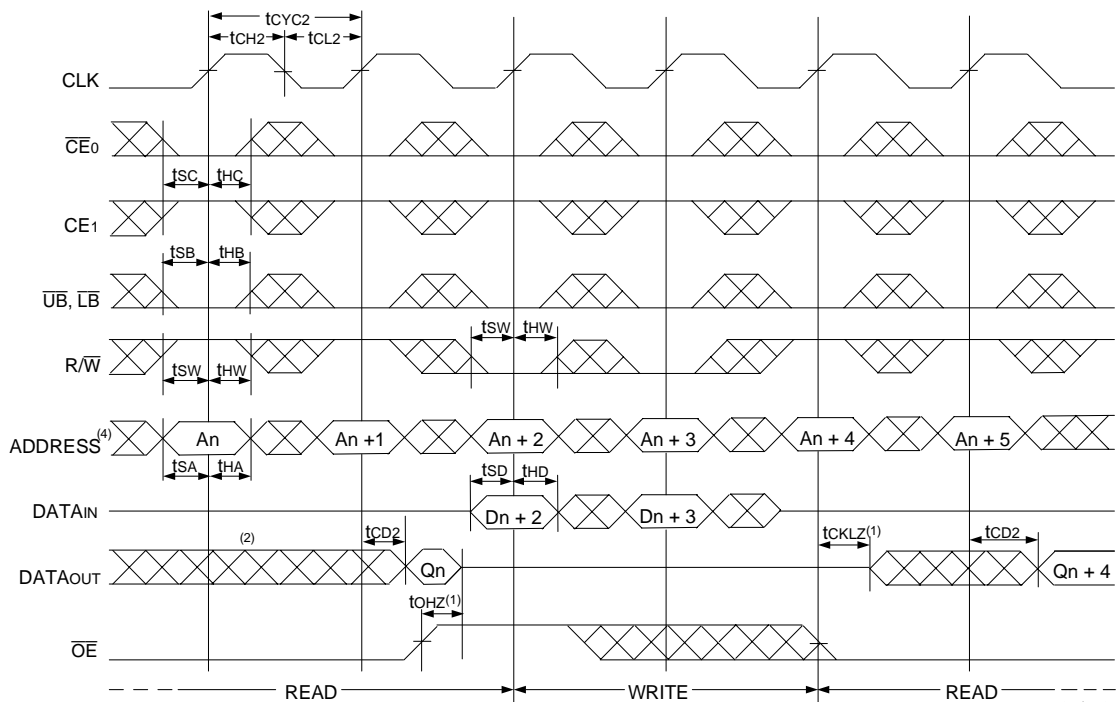 tCYC2
tCH2 tCL2
CLK
CE0
tSC tHC
CE1
tSB tHB
UB, LB
tSW tHW
R/W
tSW tHW
ADDRESS(4) An An +1 An + 2 An + 3 An + 4 An + 5
tSA tHA
tSD tHD
DATAIN Dn + 2 Dn + 3
(2) tCD2 tCKLZ(1) tCD2
DATAOUT Qn Qn + 4
tOHZ(1)
OE
READ WRITE READ